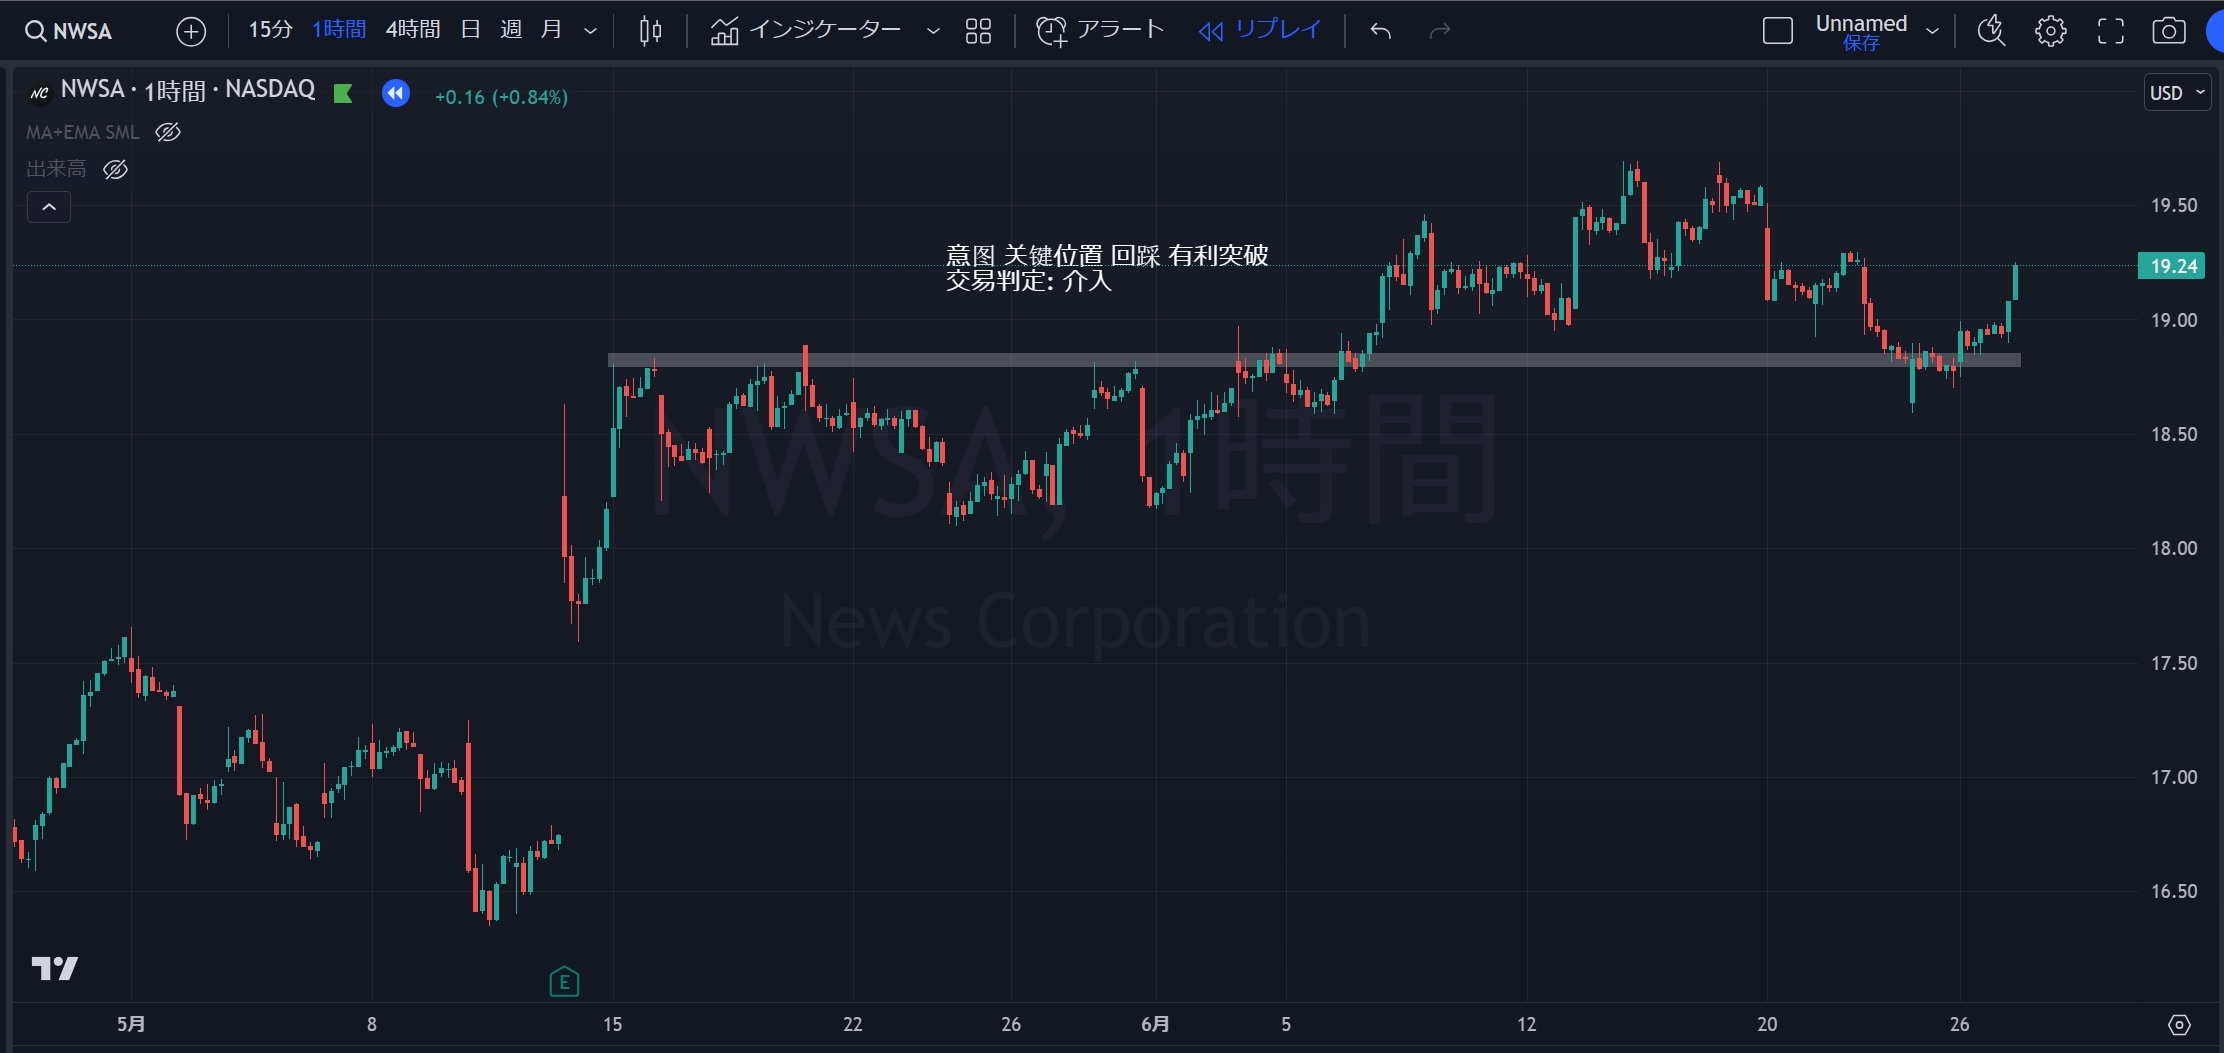 NWSA
15分 1時間 4時間 日 週 月
インジケーター
アラート
リプレイ
Unnamed
保存
NC NWSA · 1時間 · NASDAQ +0.16 (+0.84%)
USD
MA+EMA SML
出来高
意图 关键位置 回踩 有利突破
交易判定: 介入
NWSA, 1時間
News Corporation
19.50
19.24
19.00
18.50
18.00
17.50
17.00
16.50
E
5月 8 15 22 26 6月 5 12 20 26